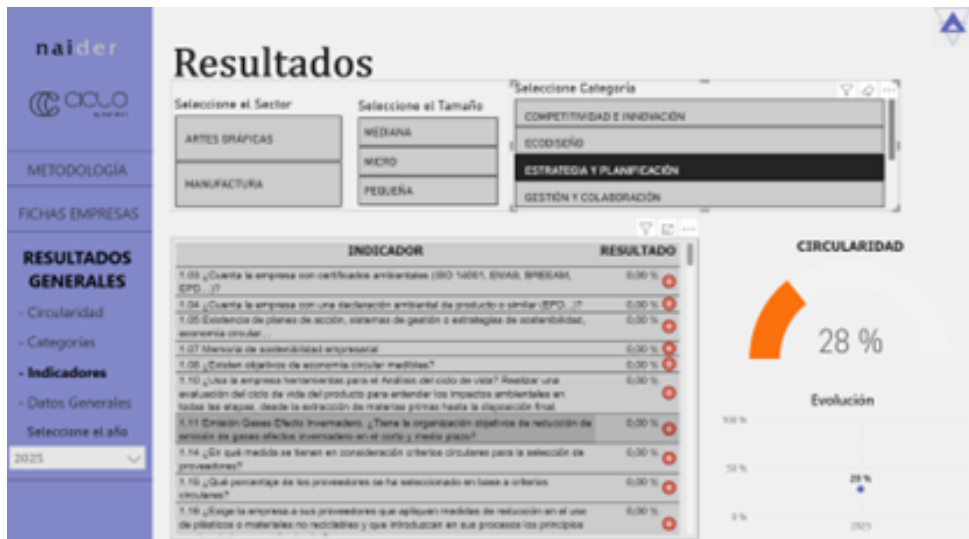 naider
CICLO
METODOLOGÍA
FICHAS EMPRESAS
RESULTADOS
GENERALES
- Circularidad
- Categorías
- Indicadores
- Datos Generales
Seleccione el año
2025
Resultados
Seleccione el Sector
ARTES GRÁFICAS
MANUFACTURA
Seleccione el Tamaño
MEDIANA
MICRO
PEQUEÑA
Seleccione Categoría
COMPETITIVIDAD E INNOVACIÓN
ECODISEÑO
ESTRATEGIA Y PLANIFICACIÓN
GESTIÓN Y COLABORACIÓN
INDICADOR RESULTADO
1.03 ¿Cuenta la empresa con certificados ambientales (ISO 14001, EMAS, BREEAM, 0,00 %
EPD...)?
1.04 ¿Cuenta la empresa con una declaración ambiental de producto o similar (EPD...)? 0,00 %
1.05 Existencia de planes de acción, sistemas de gestión o estrategias de sostenibilidad, 0,00 %
economía circular...
1.07 Memoria de sostenibilidad empresarial 0,00 %
1.08 ¿Existen objetivos de economía circular medibles? 0,00 %
1.10 ¿Usa la empresa herramientas para el Análisis del ciclo de vida? Realizar una 0,00 %
evaluación del ciclo de vida del producto para entender los impactos ambientales en
todas las etapas, desde la extracción de materias primas hasta la disposición final.
1.11 Emisión Gases Efecto Invernadero. ¿Tiene la organización objetivos de reducción de 0,00 %
emisión de gases efectos invernadero en el corto y medio plazo?
1.14 ¿En qué medida se tienen en consideración criterios circulares para la selección de 0,00 %
proveedores?
1.15 ¿Qué porcentaje de los proveedores se ha seleccionado en base a criterios 0,00 %
circulares?
1.16 ¿Exige la empresa a sus proveedores que apliquen medidas de reducción en el uso 0,00 %
de plásticos o materiales no reciclables y que introduzcan en sus procesos los principios
CIRCULARIDAD
28 %
Evolución
100 %
50 %
28 %
0 %
2025